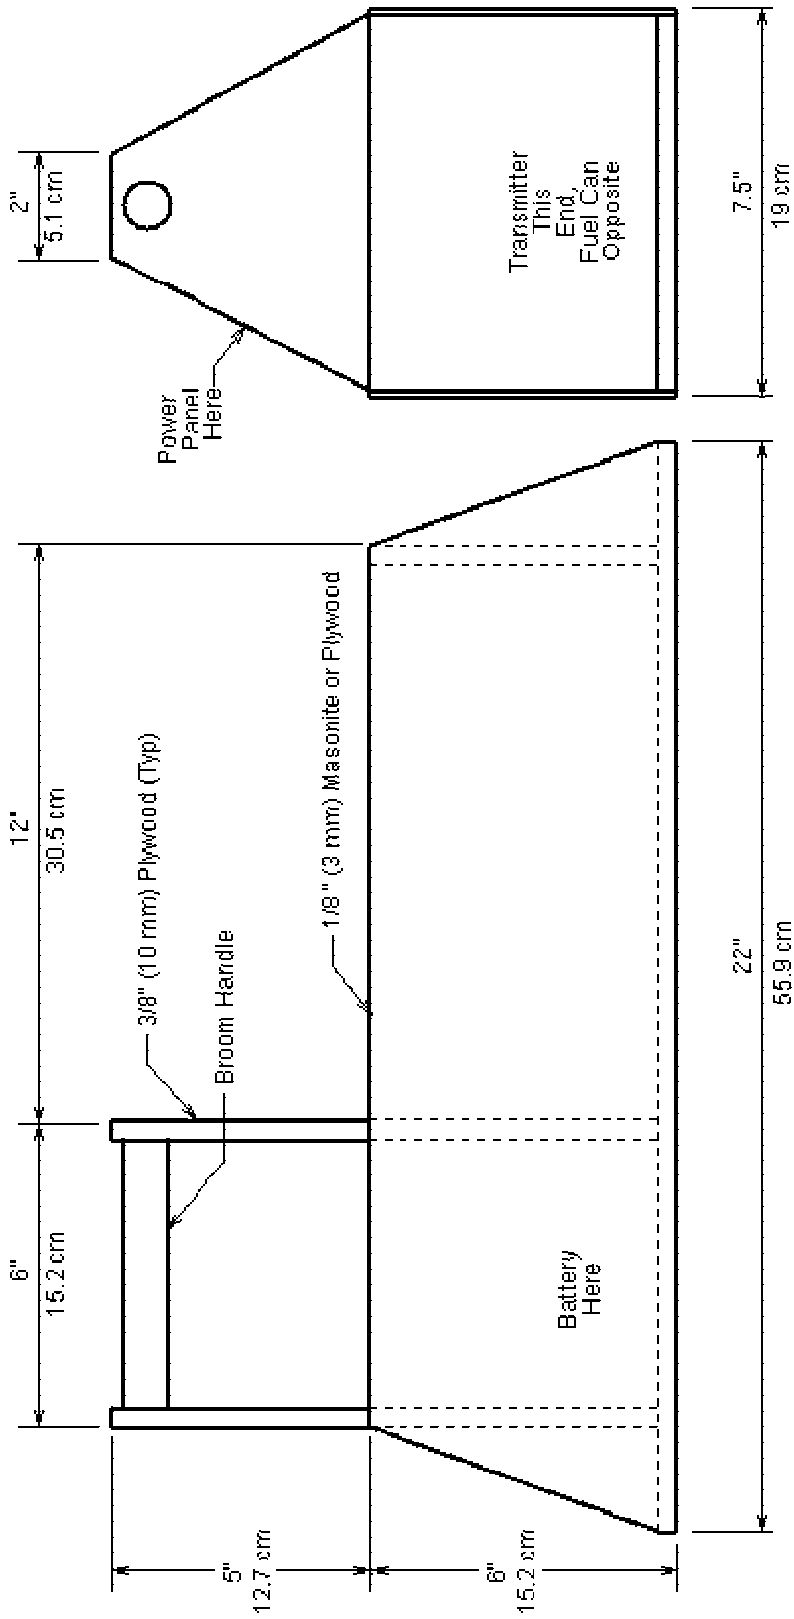 6"
15.2 cm
12"
30.5 cm
2"
5.1 cm
3/8" (10 mm) Plywood (Typ)
Broom Handle
Power
Panel
Here
5"
12.7 cm
1/8" (3 mm) Masonite or Plywood
Battery
Here
Transmitter
This
End,
Fuel Can
Opposite
6"
15.2 cm
22"
55.9 cm
7.5"
19 cm